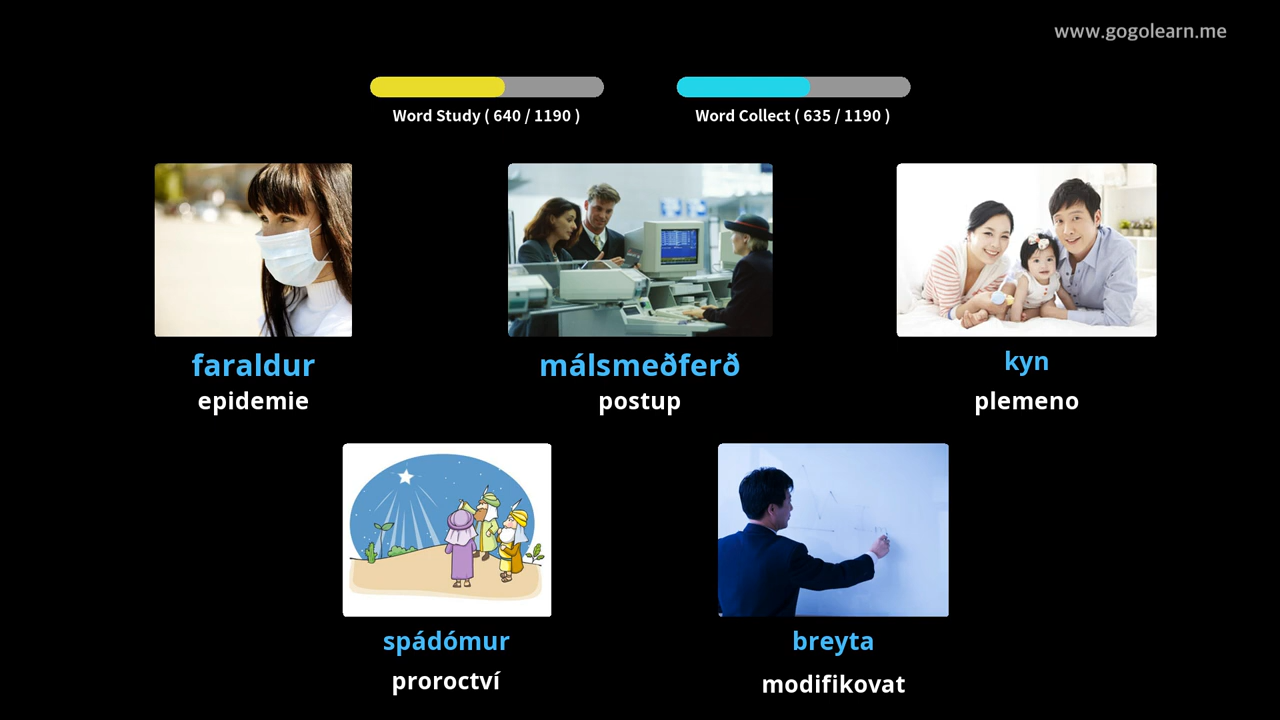 www.gogolearn.me
Word Study ( 640 / 1190 )
Word Collect ( 635 / 1190 )
faraldur
epidemie
málsmeðferð
postup
kyn
plemeno
spádómur
proroctví
breyta
modifikovat